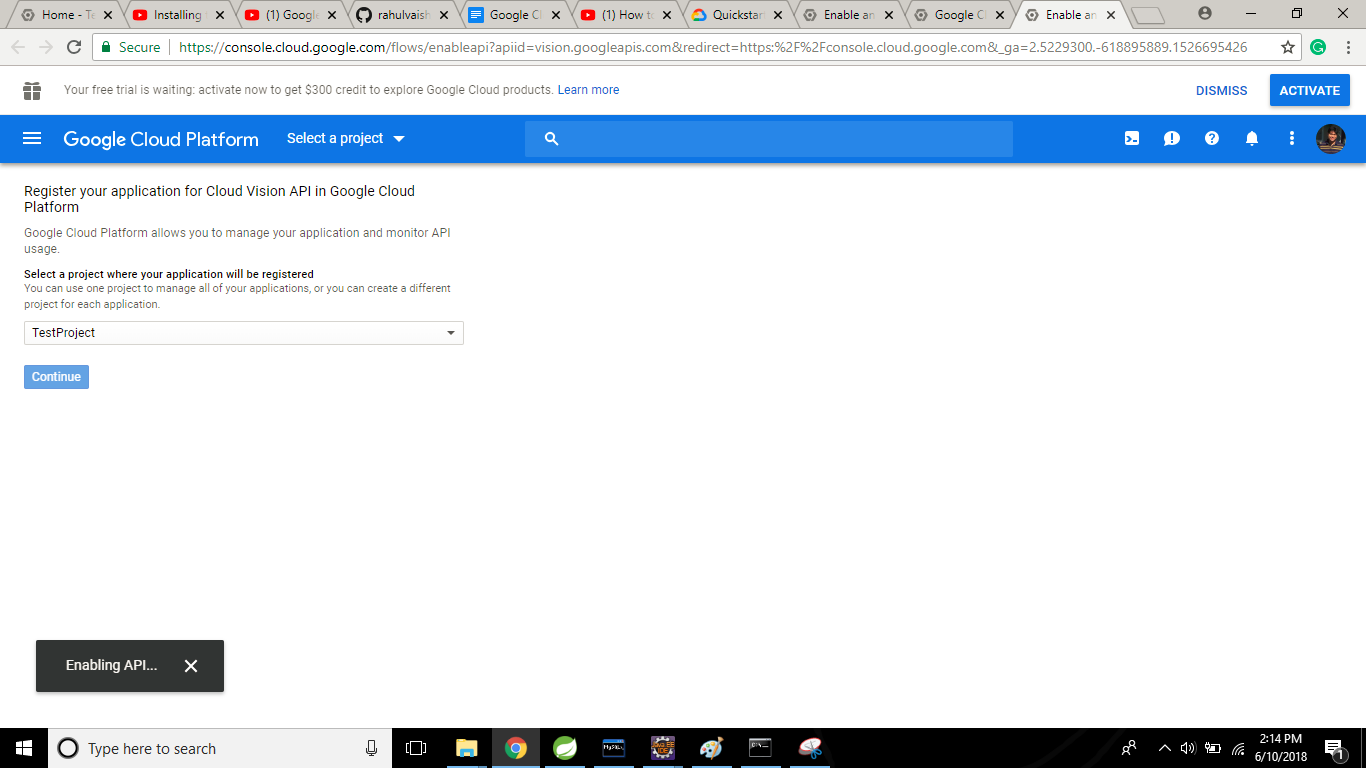 Home - Te
Installing
(1) Google
rahulvaish
Google Cl
(1) How to
Quickstar
Enable an
Google Cl
Enable an
Secure
https://console.cloud.google.com/flows/enableapi?apiid=vision.googleapis.com&redirect=https:%2F%2Fconsole.cloud.google.com&_ga=2.5229300.-618895889.1526695426
Your free trial is waiting: activate now to get $300 credit to explore Google Cloud products. Learn more
DISMISS
ACTIVATE
Google Cloud Platform
Select a project
Register your application for Cloud Vision API in Google Cloud
Platform
Google Cloud Platform allows you to manage your application and monitor API
usage.
Select a project where your application will be registered
You can use one project to manage all of your applications, or you can create a different
project for each application.
TestProject
Continue
Enabling API...
Type here to search
MySQL
2:14 PM
6/10/2018
1